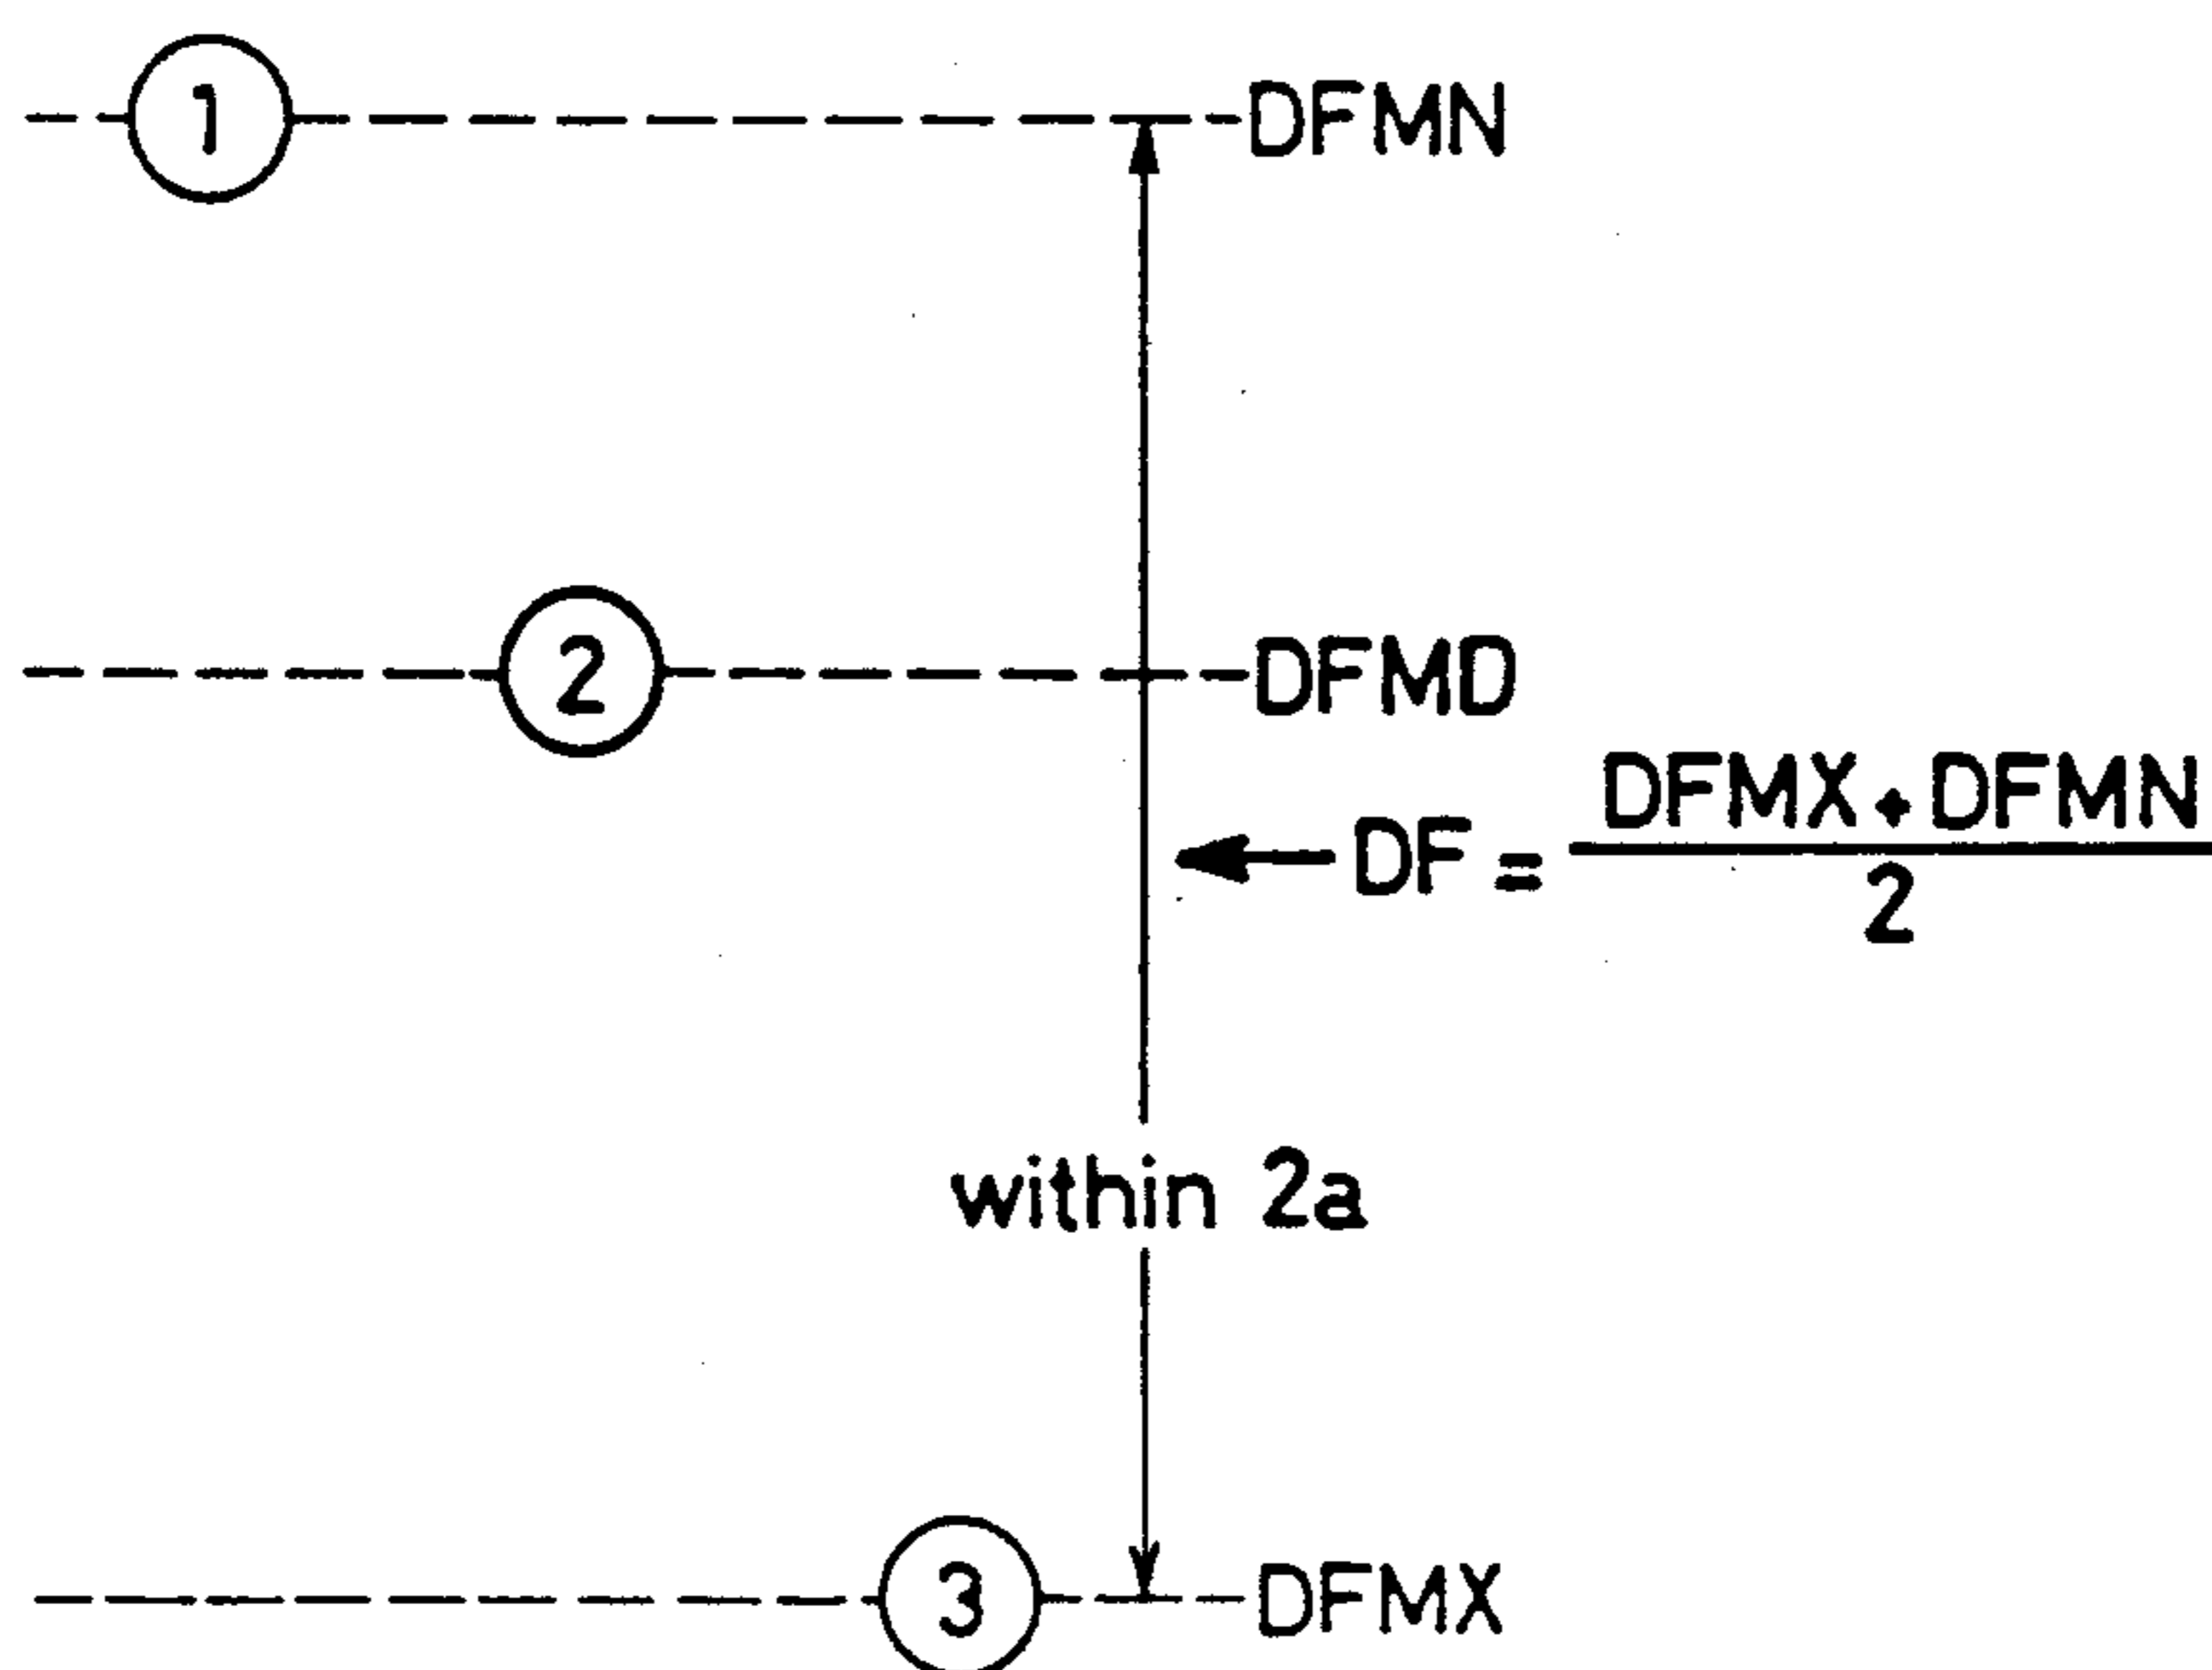 1 DFMN
2 DFMD
DF = DFMX + DFMN
2
within 2a
3 DFMX